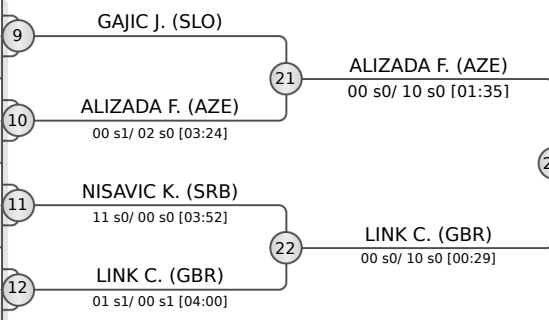 9
GAJIC J. (SLO)
21
ALIZADA F. (AZE)
00 s0/ 10 s0 [01:35]
10
ALIZADA F. (AZE)
00 s1/ 02 s0 [03:24]
11
NISAVIC K. (SRB)
11 s0/ 00 s0 [03:52]
22
LINK C. (GBR)
00 s0/ 10 s0 [00:29]
12
LINK C. (GBR)
01 s1/ 00 s1 [04:00]